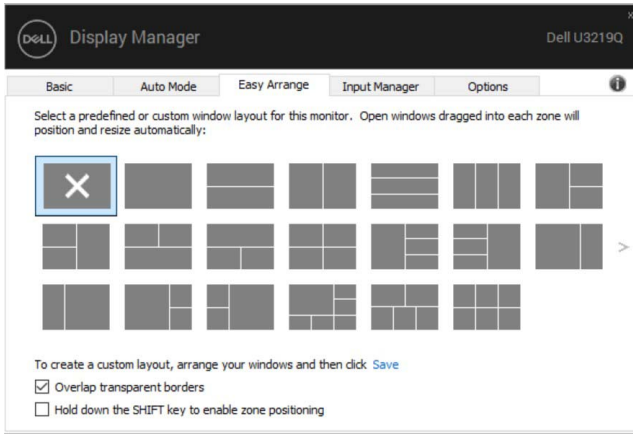 x
DELL Display Manager Dell U3219Q
Basic Auto Mode Easy Arrange Input Manager Options
Select a predefined or custom window layout for this monitor. Open windows dragged into each zone will
position and resize automatically:
To create a custom layout, arrange your windows and then click Save
Overlap transparent borders
Hold down the SHIFT key to enable zone positioning